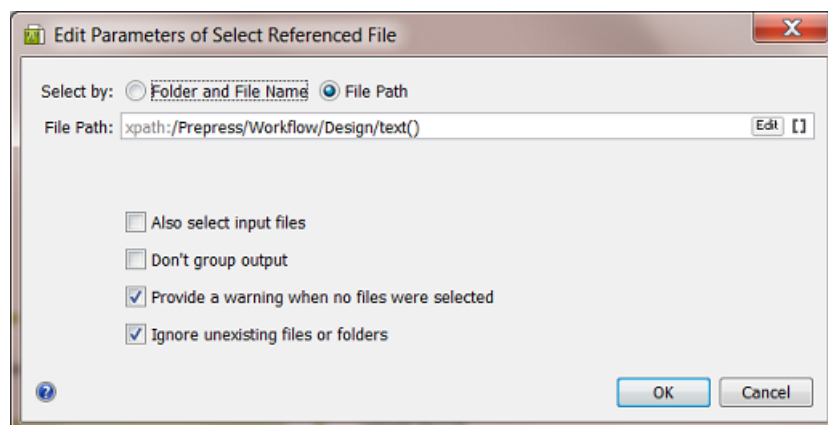 Edit Parameters of Select Referenced File
Select by: Folder and File Name File Path
File Path: xpath:/Prepress/Workflow/Design/text() Edit []
Also select input files
Don't group output
Provide a warning when no files were selected
Ignore unexisting files or folders
? OK Cancel